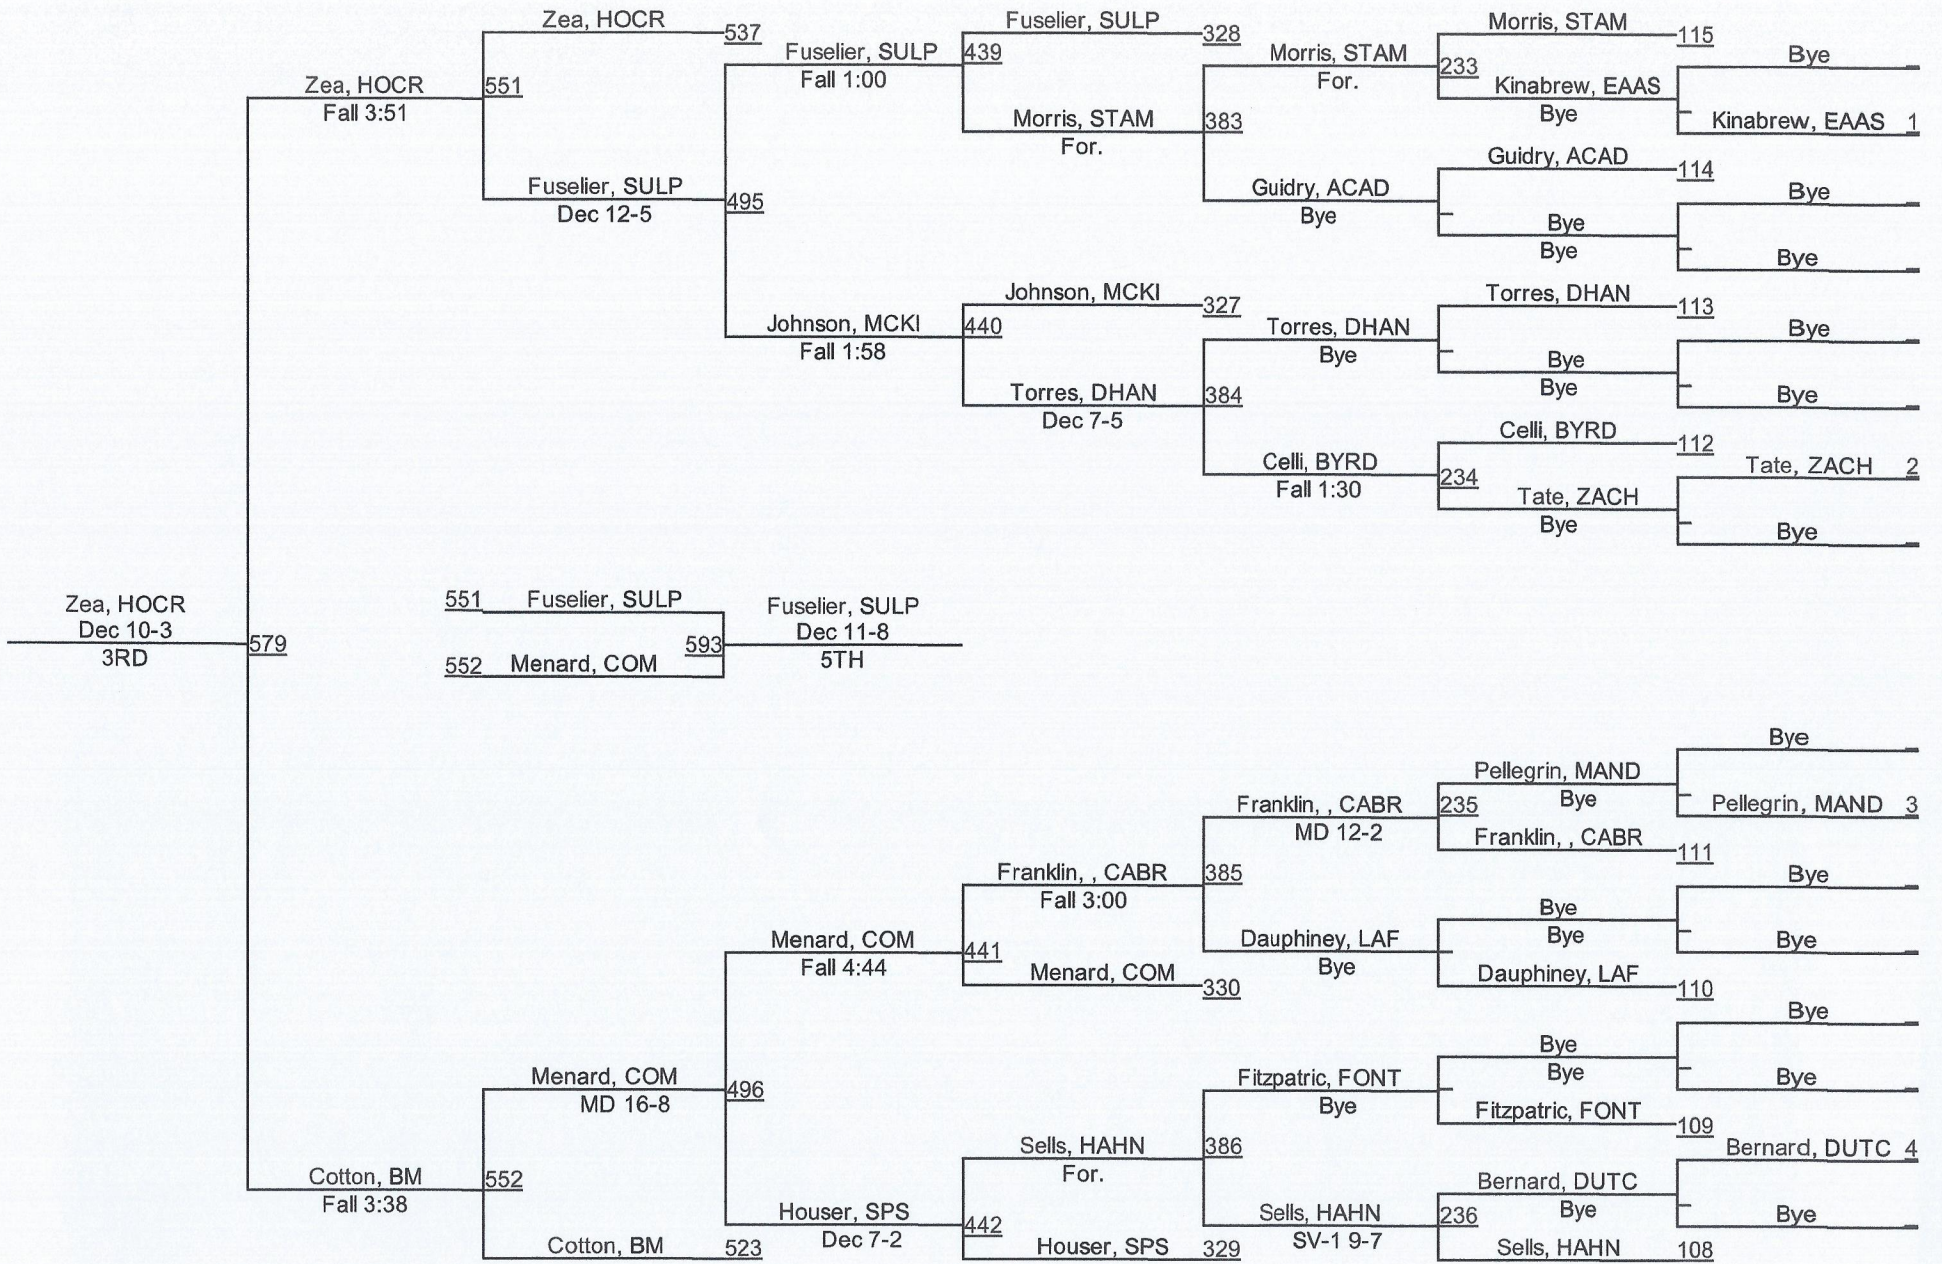 Zea, HOCR
537
Fuselier, SULP
328
Morris, STAM
115
Bye
Fuselier, SULP
Fall 1:00
439
Morris, STAM
For.
233
Kinabrew, EAAS
Bye
Zea, HOCR
Fall 3:51
551
Morris, STAM
For.
383
Kinabrew, EAAS 1
Guidry, ACAD
114
Fuselier, SULP
Dec 12-5
495
Guidry, ACAD
Bye
Bye
Bye
Bye
Bye
Johnson, MCKI
327
Torres, DHAN
113
Johnson, MCKI
Fall 1:58
440
Torres, DHAN
Bye
Bye
Bye
Bye
Torres, DHAN
Dec 7-5
384
Bye
Celli, BYRD
112
Celli, BYRD
Fall 1:30
234
Tate, ZACH 2
Tate, ZACH
Bye
Bye
Zea, HOCR
Dec 10-3
3RD
579
551 Fuselier, SULP
552 Menard, COM
593
Fuselier, SULP
Dec 11-8
5TH
Bye
Pellegrin, MAND
Bye
Franklin, , CABR
MD 12-2
235
Pellegrin, MAND 3
Franklin, , CABR
111
Franklin, , CABR
Fall 3:00
385
Bye
Bye
Bye
Menard, COM
Fall 4:44
441
Dauphiney, LAF
Bye
Bye
Menard, COM
330
Dauphiney, LAF
110
Bye
Bye
Bye
Menard, COM
MD 16-8
496
Fitzpatric, FONT
Bye
Bye
Fitzpatric, FONT
109
Sells, HAHN
For.
386
Bernard, DUTC 4
Cotton, BM
Fall 3:38
552
Bernard, DUTC
Bye
Houser, SPS
Dec 7-2
442
Sells, HAHN
SV-1 9-7
236
Bye
Cotton, BM
523
Houser, SPS
329
Sells, HAHN
108